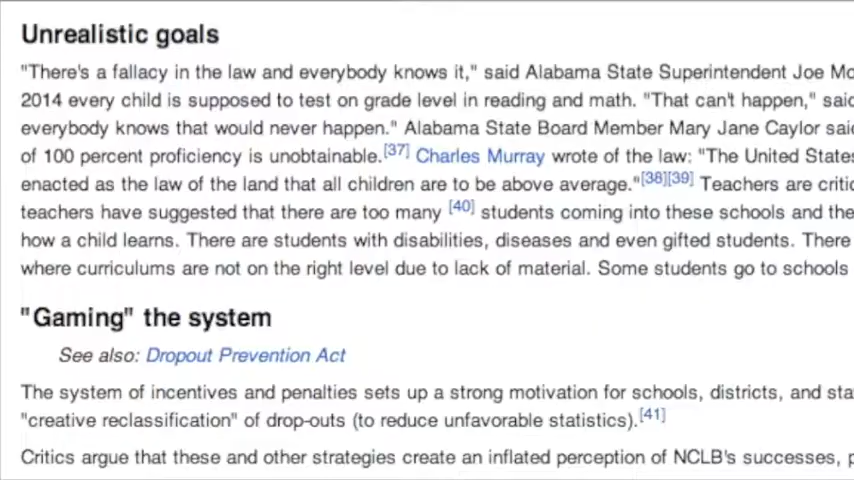 Unrealistic goals
"There's a fallacy in the law and everybody knows it," said Alabama State Superintendent Joe
2014 every child is supposed to test on grade level in reading and math. "That can't happen," said
everybody knows that would never happen." Alabama State Board Member Mary Jane Caylor said
of 100 percent proficiency is unobtainable.[37] Charles Murray wrote of the law: "The United States
enacted as the law of the land that all children are to be above average."[38][39] Teachers are
teachers have suggested that there are too many [40] students coming into these schools and the
how a child learns. There are students with disabilities, diseases and even gifted students. There
where curriculums are not on the right level due to lack of material. Some students go to schools
"Gaming" the system
See also: Dropout Prevention Act
The system of incentives and penalties sets up a strong motivation for schools, districts, and
"creative reclassification" of drop-outs (to reduce unfavorable statistics).[41]
Critics argue that these and other strategies create an inflated perception of NCLB's successes,